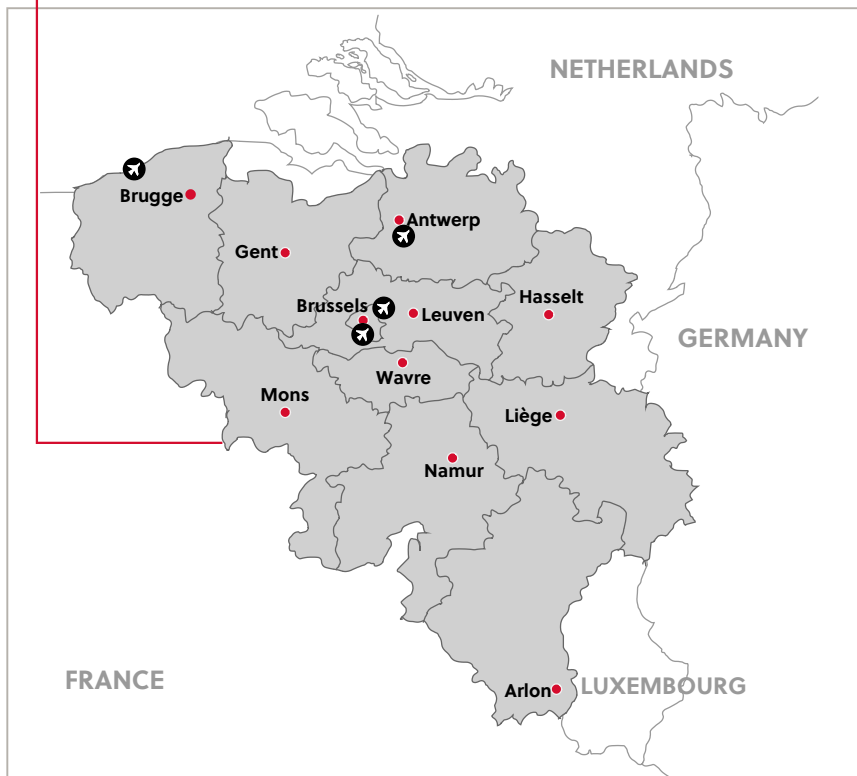 NETHERLANDS
Brugge
Antwerp
Gent
Brussels
Leuven
Hasselt
GERMANY
Wavre
Mons
Liège
Namur
FRANCE
Arlon
LUXEMBOURG